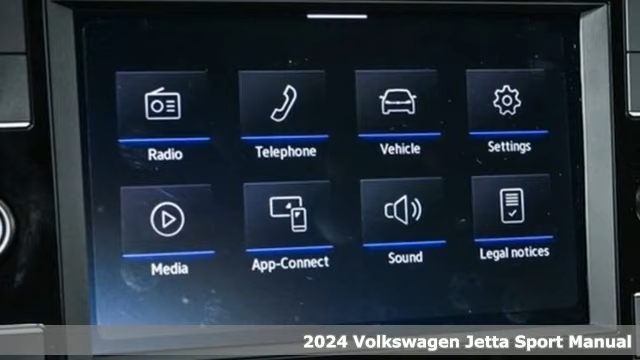 Radio
Telephone
Vehicle
Settings
Media
App-Connect
Sound
Legal notices
2024 Volkswagen Jetta Sport Manual